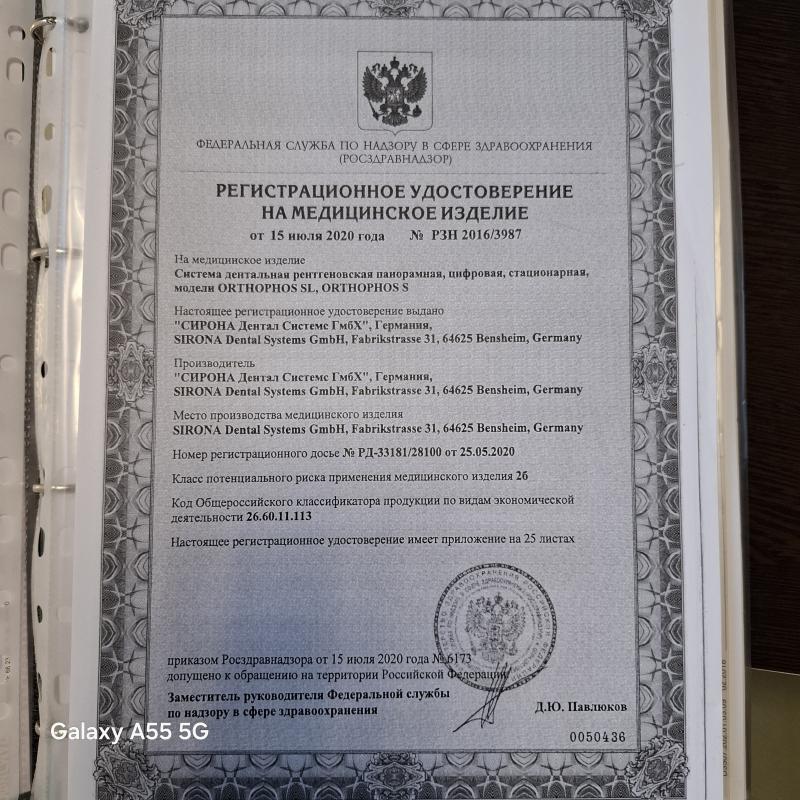 ФЕДЕРАЛЬНАЯ СЛУЖБА ПО НАДЗОРУ В СФЕРЕ ЗДРАВООХРАНЕНИЯ
(РОСЗДРАВНАДЗОР)
РЕГИСТРАЦИОННОЕ УДОСТОВЕРЕНИЕ
НА МЕДИЦИНСКОЕ ИЗДЕЛИЕ
от 15 июля 2020 года № РЗН 2016/3987
На медицинское изделие
Система дентальная рентгеновская панорамная, цифровая, стационарная,
модели ORTHOPHOS SL, ORTHOPHOS S
Настоящее регистрационное удостоверение выдано
"СИРОНА Дентал Системс ГмбХ", Германия,
SIRONA Dental Systems GmbH, Fabrikstrasse 31, 64625 Bensheim, Germany
Производитель
"СИРОНА Дентал Системс ГмбХ", Германия,
SIRONA Dental Systems GmbH, Fabrikstrasse 31, 64625 Bensheim, Germany
Место производства медицинского изделия
SIRONA Dental Systems GmbH, Fabrikstrasse 31, 64625 Bensheim, Germany
Номер регистрационного досье № РД-33181/28100 от 25.05.2020
Класс потенциального риска применения медицинского изделия 2б
Код Общероссийского классификатора продукции по видам экономической
деятельности 26.60.11.113
Настоящее регистрационное удостоверение имеет приложение на 25 листах
приказом Росздравнадзора от 15 июля 2020 года № 6173
допущено к обращению на территории Российской Федерации
Заместитель руководителя Федеральной службы
по надзору в сфере здравоохранения
Д.Ю. Павлюков
0050436
Galaxy A55 5G